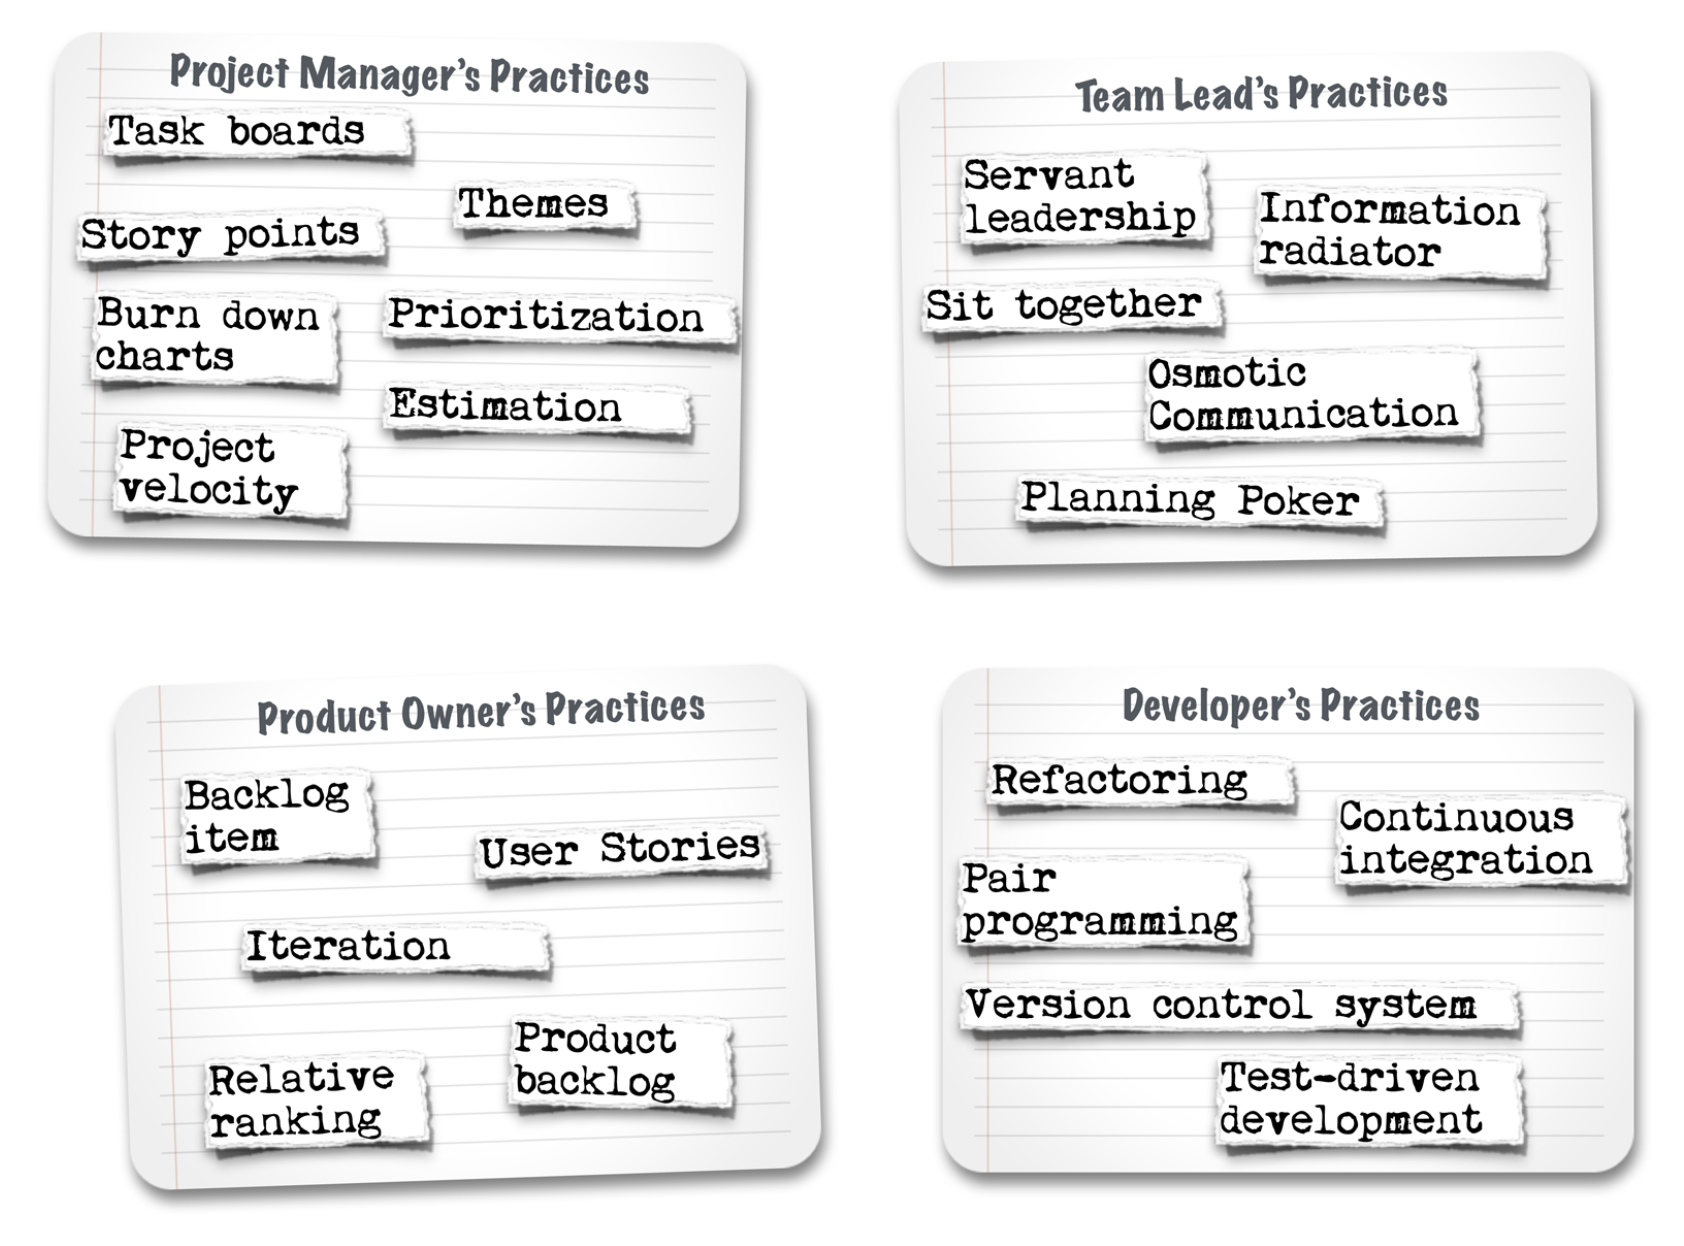 Project Manager's Practices
Task boards
Themes
Story points
Burn down
charts
Prioritization
Estimation
Project
velocity
Team Lead's Practices
Servant
leadership
Information
radiator
Sit together
Osmotic
Communication
Planning Poker
Product Owner's Practices
Backlog
item
User Stories
Iteration
Product
backlog
Relative
ranking
Developer's Practices
Refactoring
Continuous
integration
Pair
programming
Version control system
Test-driven
development